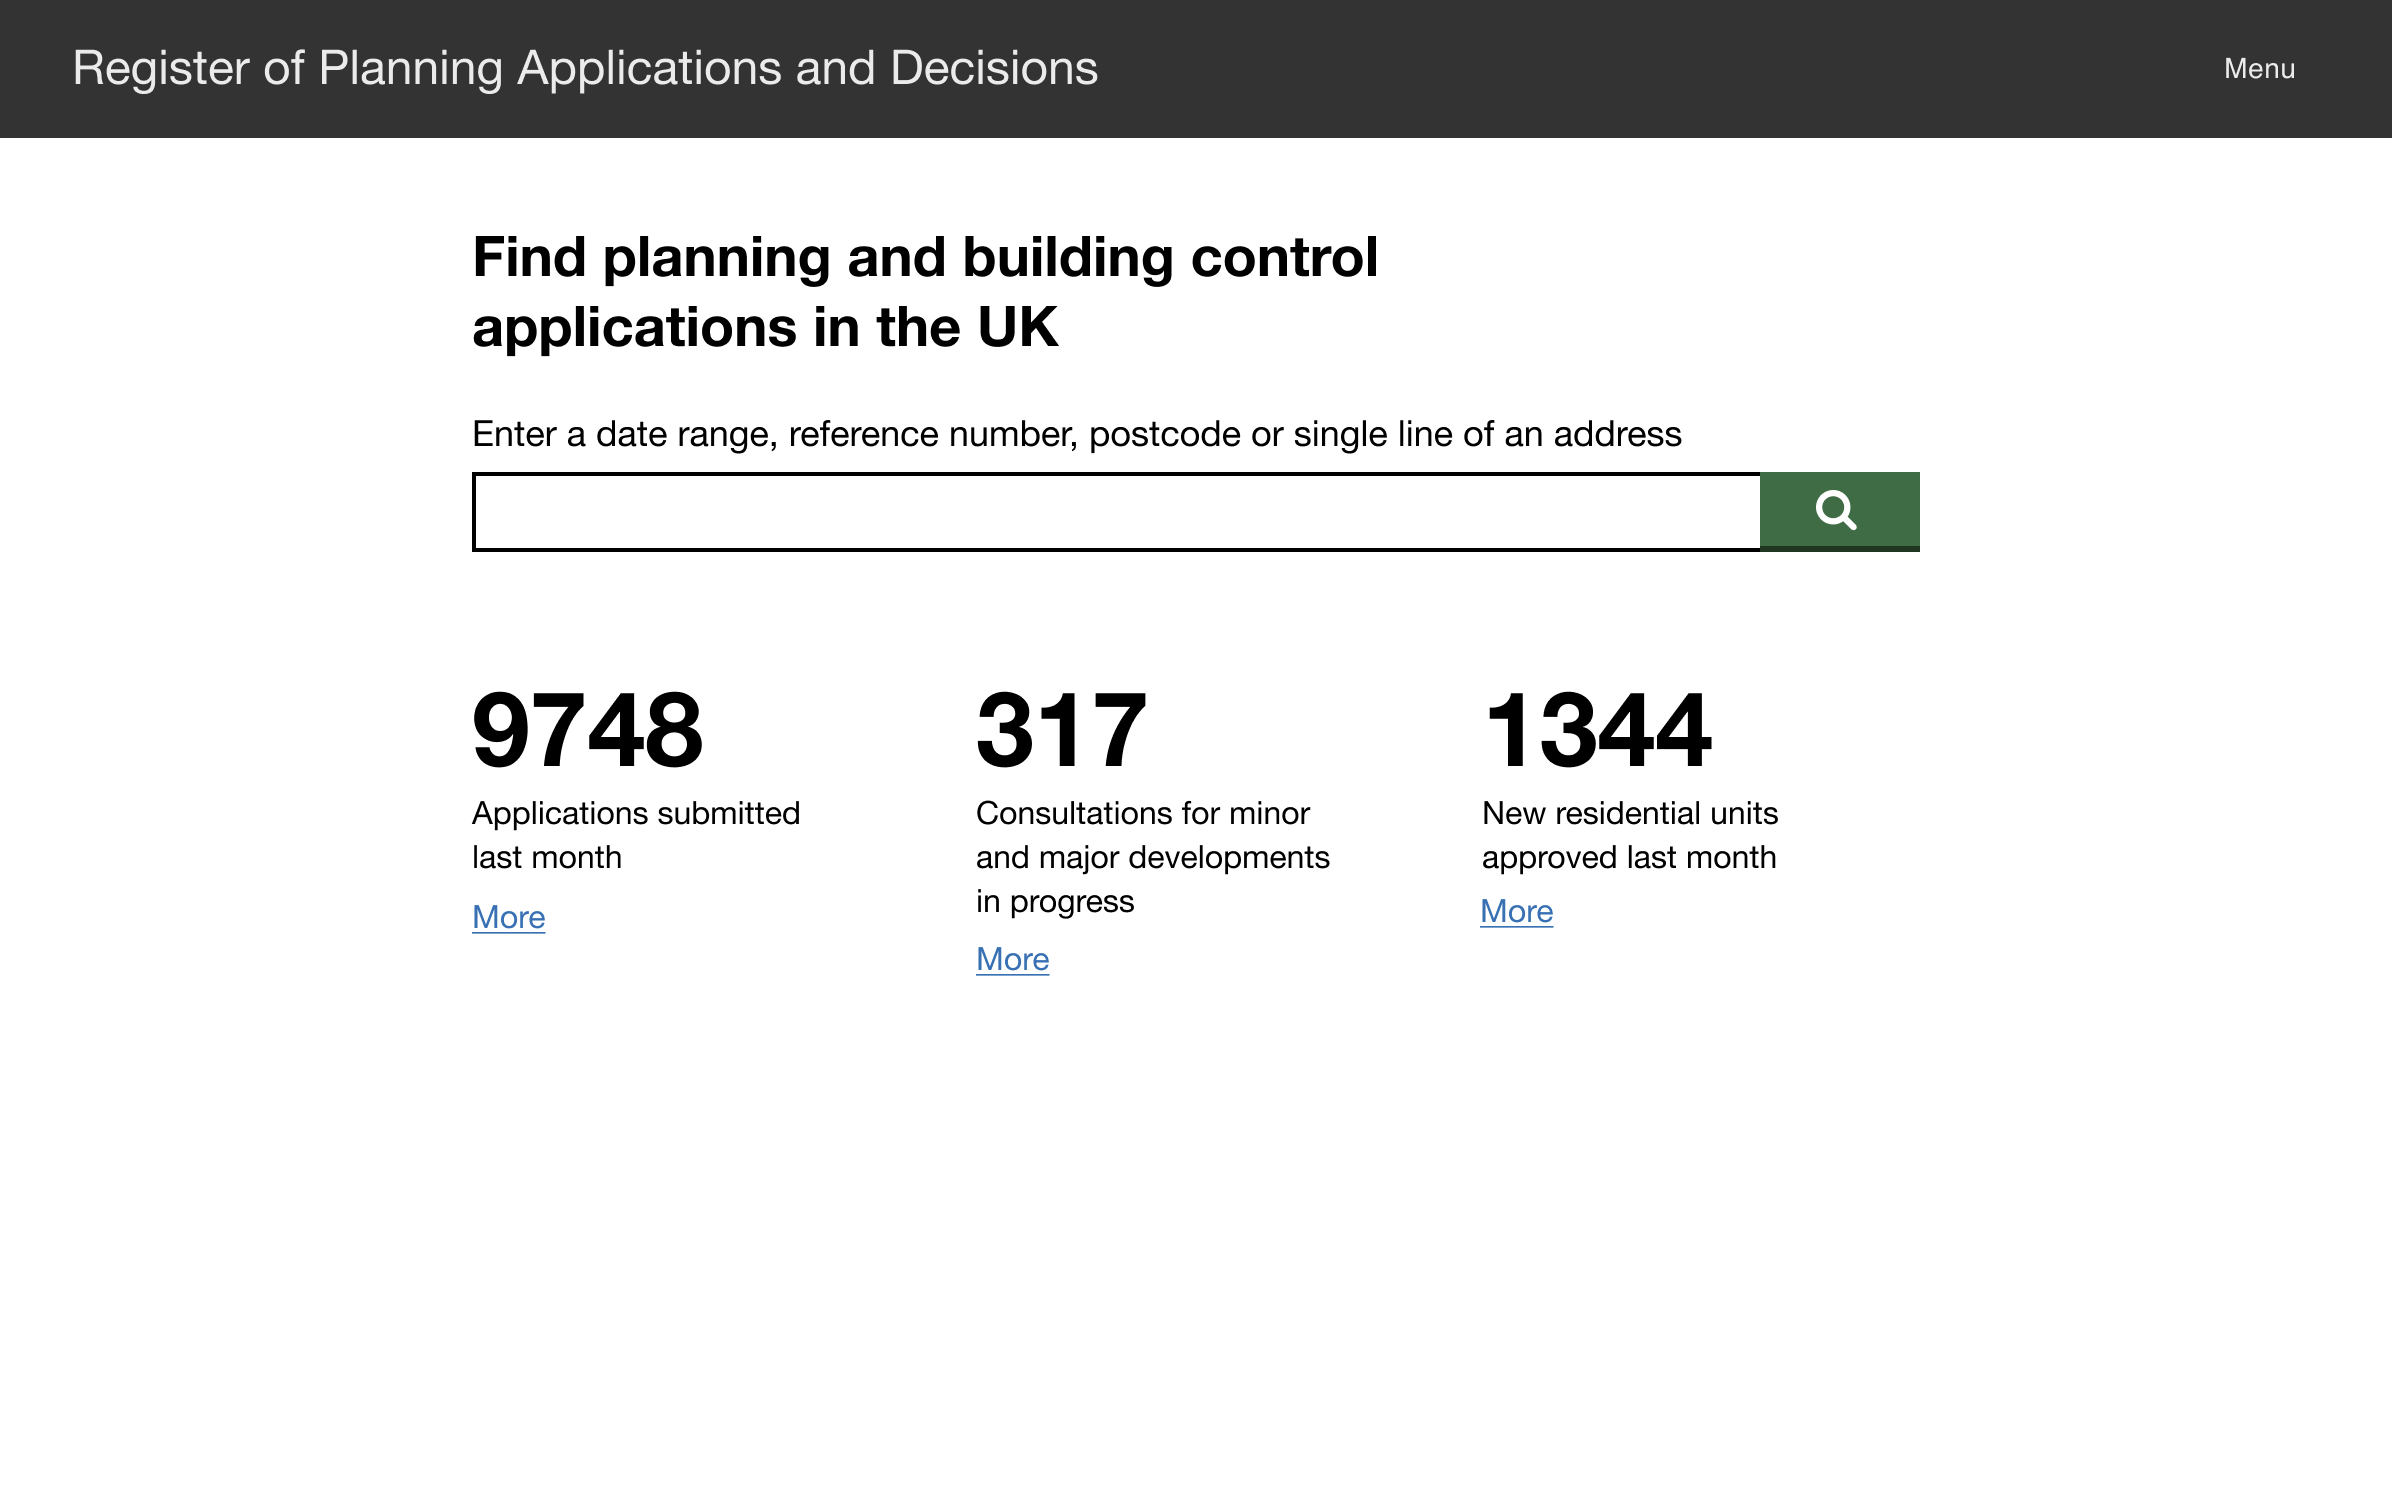 Register of Planning Applications and Decisions
Menu
Find planning and building control
applications in the UK
Enter a date range, reference number, postcode or single line of an address
9748
Applications submitted
last month
More
317
Consultations for minor
and major developments
in progress
More
1344
New residential units
approved last month
More